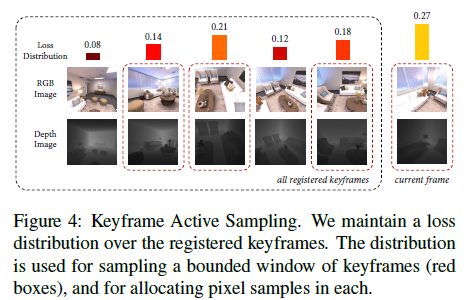 0.27
0.21
0.18
0.14
0.12
0.08
Loss
Distribution
RGB
Image
Depth
Image
all registered keyframes
current frame
Figure 4: Keyframe Active Sampling. We maintain a loss
distribution over the registered keyframes. The distribution
is used for sampling a bounded window of keyframes (red
boxes), and for allocating pixel samples in each.